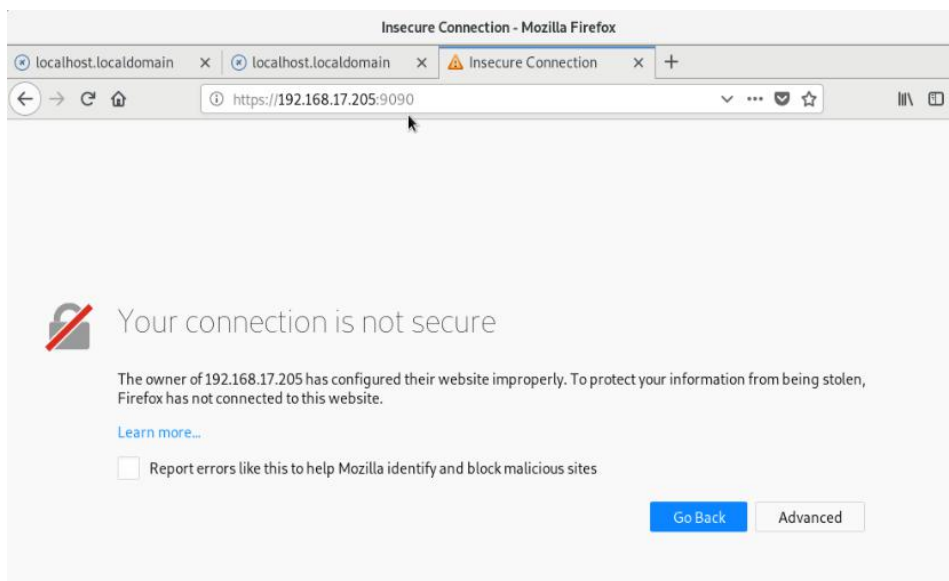 Insecure Connection - Mozilla Firefox
localhost.localdomain
localhost.localdomain
Insecure Connection
https://192.168.17.205:9090
Your connection is not secure
The owner of 192.168.17.205 has configured their website improperly. To protect your information from being stolen,
Firefox has not connected to this website.
Learn more...
Report errors like this to help Mozilla identify and block malicious sites
Go Back
Advanced